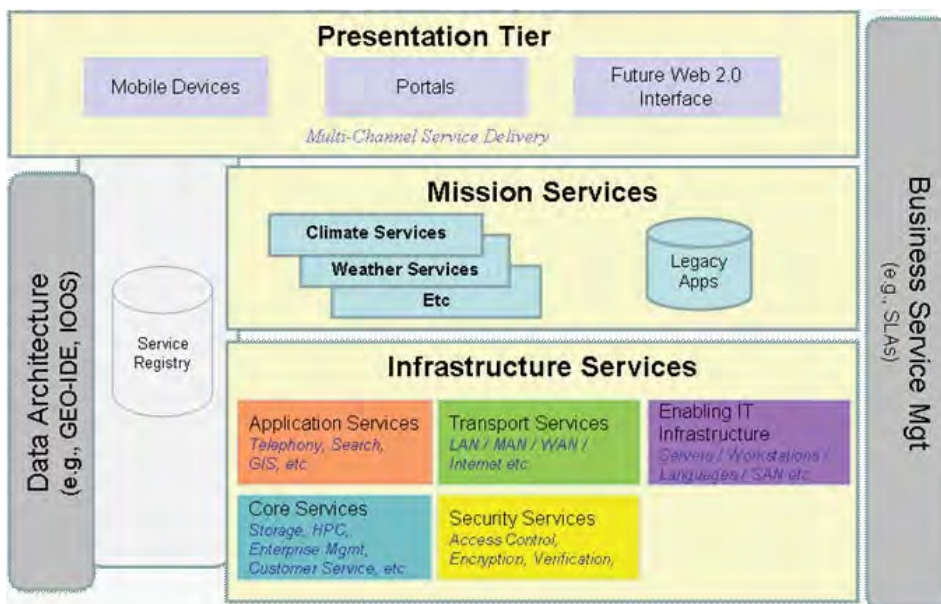 Presentation Tier
Mobile Devices
Portals
Future Web 2.0
Interface
Multi-Channel Service Delivery
Data Architecture
(e.g., GEO-IDE, IOOS)
Service
Registry
Mission Services
Climate Services
Weather Services
Etc
Legacy
Apps
Infrastructure Services
Application Services
Telephony, Search,
GIS, etc
Transport Services
LAN / MAN / WAN /
Internet etc
Enabling IT
Infrastructure
Servers / Workstations /
Languages / SAN etc
Core Services
Storage, HPC,
Enterprise Mgmt,
Customer Service, etc
Security Services
Access Control,
Encryption, Verification,
Business Service Mgt
(e.g., SLAs)